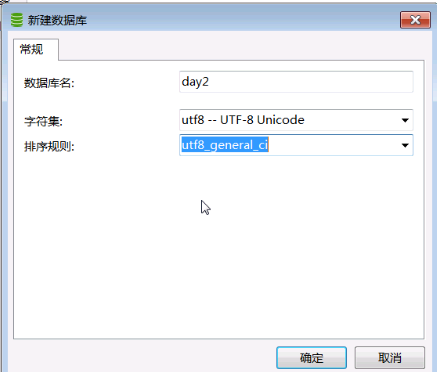 新建数据库
常规
数据库名: day2
字符集: utf8 -- UTF-8 Unicode
排序规则: utf8_general_ci
确定 取消